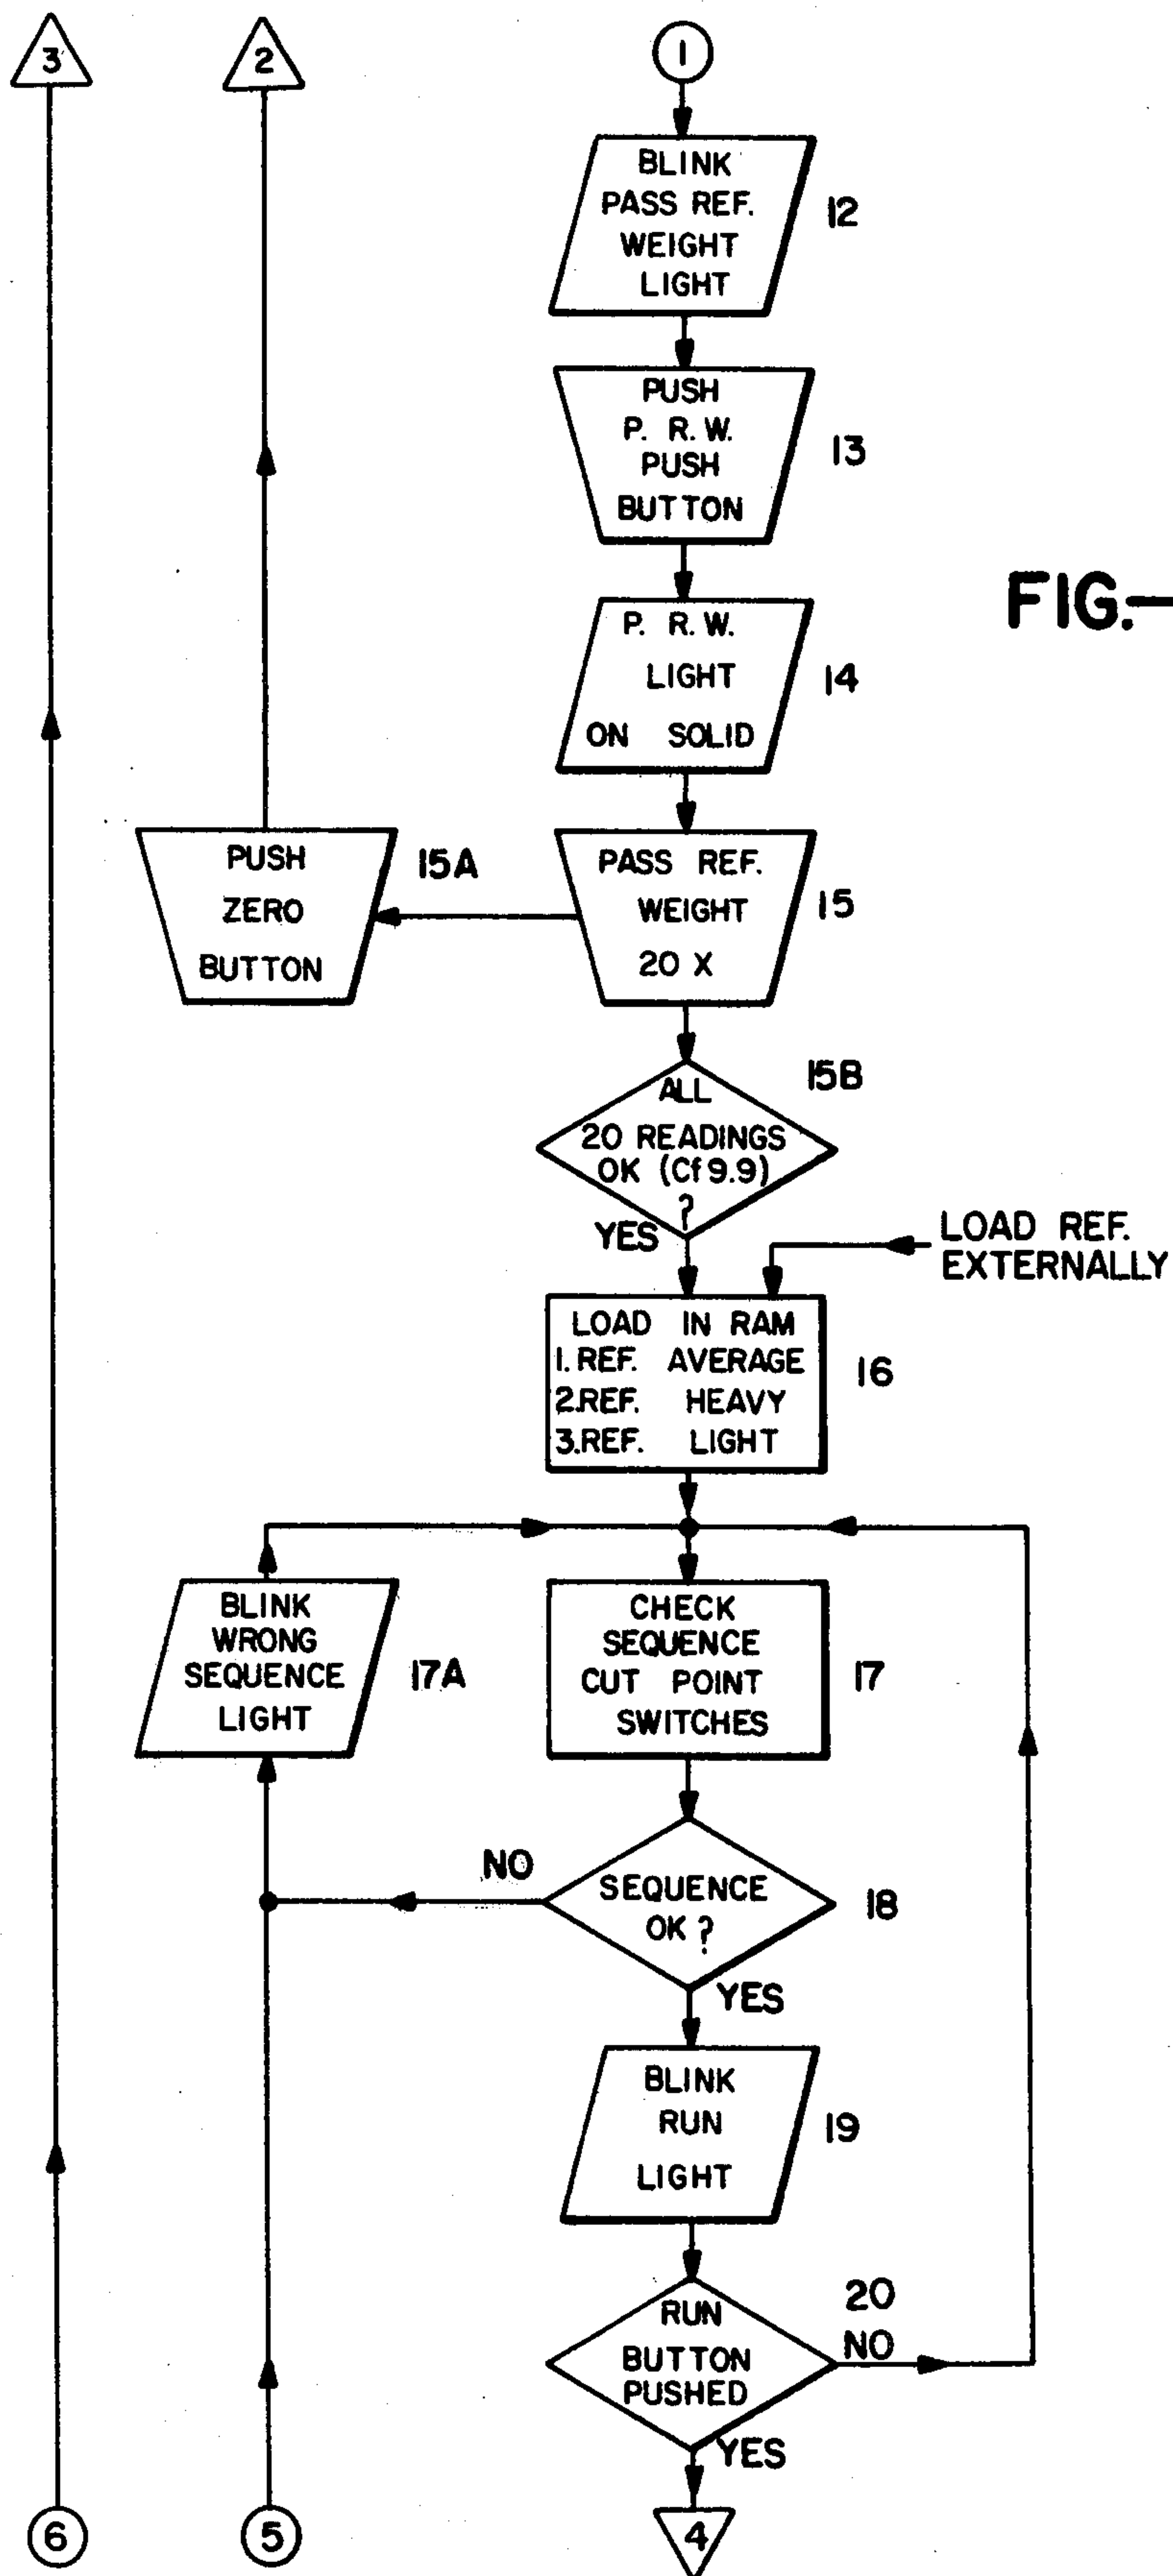 3
2
1
BLINK
PASS REF.
WEIGHT
LIGHT
12
PUSH
P. R. W.
PUSH
BUTTON
13
FIG.-
P. R. W.
LIGHT
ON SOLID
14
PUSH
ZERO
BUTTON
15A
PASS REF.
WEIGHT
20 X
15
ALL
20 READINGS
OK (Cf 9.9)
?
15B
YES
LOAD REF.
EXTERNALLY
LOAD IN RAM
1. REF. AVERAGE
2. REF. HEAVY
3. REF. LIGHT
16
BLINK
WRONG
SEQUENCE
LIGHT
17A
CHECK
SEQUENCE
CUT POINT
SWITCHES
17
NO
SEQUENCE
OK ?
18
YES
BLINK
RUN
LIGHT
19
RUN
BUTTON
PUSHED
20
NO
YES
6
5
4